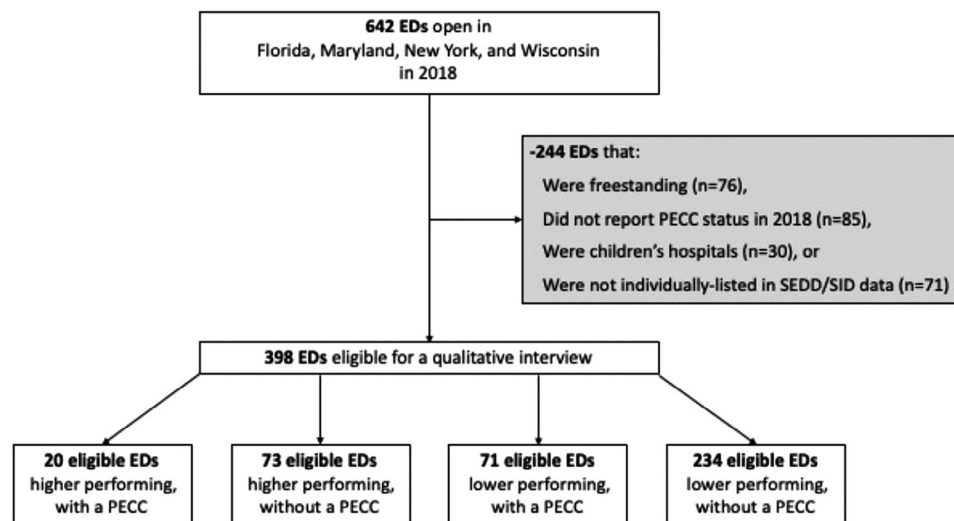 642 EDs open in
Florida, Maryland, New York, and Wisconsin
in 2018
-244 EDs that:
Were freestanding (n=76),
Did not report PECC status in 2018 (n=85),
Were children's hospitals (n=30), or
Were not individually-listed in SEDD/SID data (n=71)
398 EDs eligible for a qualitative interview
20 eligible EDs
higher performing,
with a PECC
73 eligible EDs
higher performing,
without a PECC
71 eligible EDs
lower performing,
with a PECC
234 eligible EDs
lower performing,
without a PECC